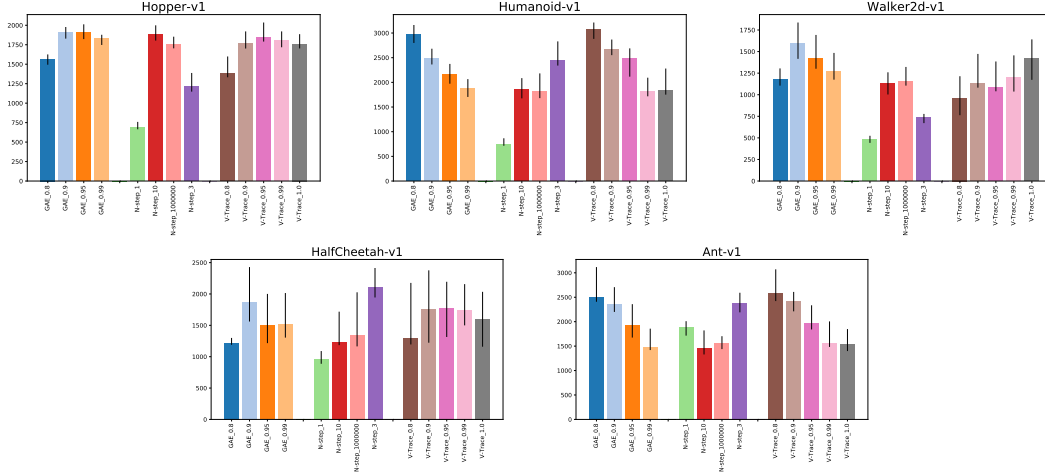 Hopper-v1
2000
1750
1500
1250
1000
750
500
250
0
GAE_0.8
GAE_0.9
GAE_0.95
GAE_0.99
N-step_1
N-step_10
N-step_1000000
N-step_3
V-Trace_0.8
V-Trace_0.9
V-Trace_0.95
V-Trace_0.99
V-Trace_1.0
Humanoid-v1
3000
2500
2000
1500
1000
500
0
GAE_0.8
GAE_0.9
GAE_0.95
GAE_0.99
N-step_1
N-step_10
N-step_1000000
N-step_3
V-Trace_0.8
V-Trace_0.9
V-Trace_0.95
V-Trace_0.99
V-Trace_1.0
Walker2d-v1
1750
1500
1250
1000
750
500
250
0
GAE_0.8
GAE_0.9
GAE_0.95
GAE_0.99
N-step_1
N-step_10
N-step_1000000
N-step_3
V-Trace_0.8
V-Trace_0.9
V-Trace_0.95
V-Trace_0.99
V-Trace_1.0
HalfCheetah-v1
2500
2000
1500
1000
500
0
GAE_0.8
GAE_0.9
GAE_0.95
GAE_0.99
N-step_1
N-step_10
N-step_1000000
N-step_3
V-Trace_0.8
V-Trace_0.9
V-Trace_0.95
V-Trace_0.99
V-Trace_1.0
Ant-v1
3000
2500
2000
1500
1000
500
0
GAE_0.8
GAE_0.9
GAE_0.95
GAE_0.99
N-step_1
N-step_10
N-step_1000000
N-step_3
V-Trace_0.8
V-Trace_0.9
V-Trace_0.95
V-Trace_0.99
V-Trace_1.0